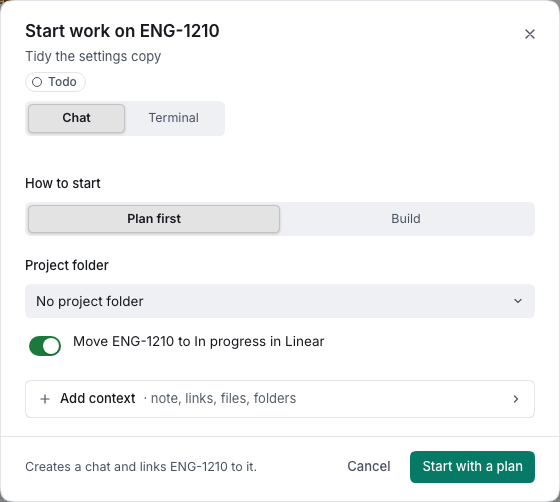 Start work on ENG-1210
Tidy the settings copy
Todo
Chat Terminal
How to start
Plan first Build
Project folder
No project folder
Move ENG-1210 to In progress in Linear
Add context · note, links, files, folders
Creates a chat and links ENG-1210 to it. Cancel Start with a plan